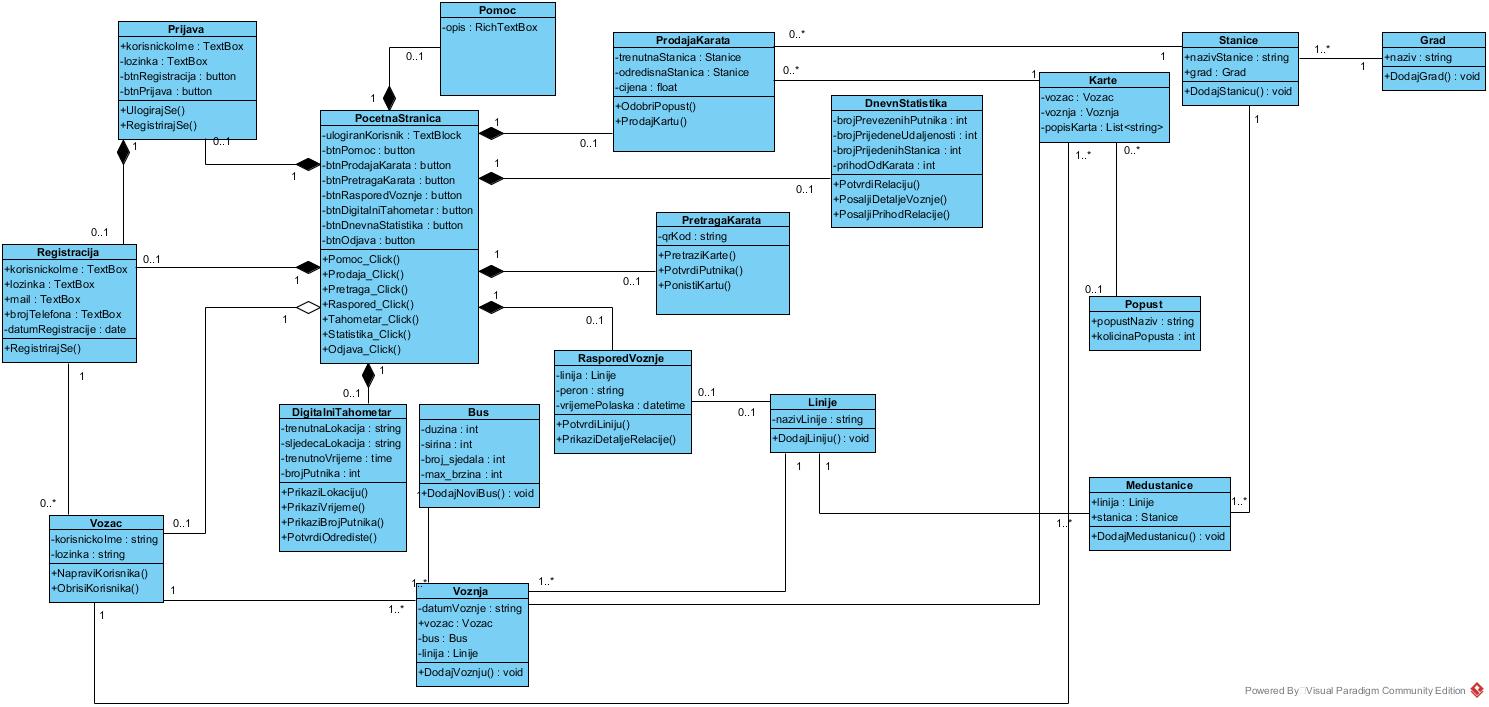 Pomoc
-opis : RichTextBox
0..1
1
Prijava
+korisnickoIme : TextBox
-lozinka : TextBox
-btnRegistracija : button
-btnPrijava : button
+UlogirajSe()
+RegistrirajSe()
0..1
1
1
0..1
ProdajaKarata
-trenutnaStanica : Stanice
-odredisnaStanica : Stanice
-cijena : float
+OdobriPopust()
+ProdajKartu()
0..*
1
0..*
1
1
0..1
Stanice
+nazivStanice : string
+grad : Grad
+DodajStanicu() : void
1..*
1
1
Grad
+naziv : string
+DodajGrad() : void
Karte
-vozac : Vozac
-voznja : Voznja
-popisKarta : List<string>
1..*
0..*
DnevnStatistika
-brojPrevezenihPutnika : int
-brojPrijedeneUdaljenosti : int
-brojPrijedenihStanica : int
-prihodOdKarata : int
+PotvrdiRelaciju()
+PosaljiDetaljeVoznje()
+PosaljiPrihodRelacije()
1
0..1
PocetnaStranica
-ulogiranKorisnik : TextBlock
-btnPomoc : button
-btnProdajaKarata : button
-btnPretragaKarata : button
-btnRasporedVoznje : button
-btnDigitalniTahometar : button
-btnDnevnaStatistika : button
-btnOdjava : button
+Pomoc_Click()
+Prodaja_Click()
+Pretraga_Click()
+Raspored_Click()
+Tahometar_Click()
+Statistika_Click()
+Odjava_Click()
PretragaKarata
-qrKod : string
+PretraziKarte()
+PotvrdiPutnika()
+PonistiKartu()
1
0..1
Registracija
+korisnickoIme : TextBox
+lozinka : TextBox
+mail : TextBox
+brojTelefona : TextBox
-datumRegistracije : date
+RegistrirajSe()
0..1
1
1
1
0..*
0..1
Popust
+popustNaziv : string
+kolicinaPopusta : int
1
0..1
RasporedVoznje
-linija : Linije
-peron : string
-vrijemePolaska : datetime
+PotvrdiLiniju()
+PrikaziDetaljeRelacije()
0..1
0..1
Linije
-nazivLinije : string
+DodajLiniju() : void
1
1
1
0..1
DigitalniTahometar
-trenutnaLokacija : string
-sljedecaLokacija : string
-trenutnoVrijeme : time
-brojPutnika : int
+PrikaziLokaciju()
+PrikaziVrijeme()
+PrikaziBrojPutnika()
+PotvrdiOdrediste()
Bus
-duzina : int
-sirina : int
-broj_sjedala : int
-max_brzina : int
+DodajNoviBus() : void
1
Medustanice
+linija : Linije
+stanica : Stanice
+DodajMedustanicu() : void
1..*
1..*
Vozac
-korisnickoIme : string
-lozinka : string
+NapraviKorisnika()
+ObrisiKorisnika()
0..1
1
1..*
1
1..*
1..*
Voznja
-datumVoznje : string
+vozac : Vozac
-bus : Bus
-linija : Linije
+DodajVoznju() : void
Powered By Visual Paradigm Community Edition